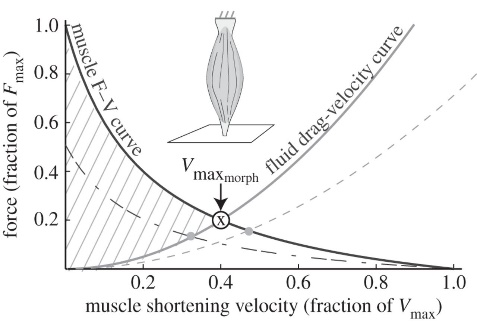 force (fraction of Fmax)
1.0
0.8
0.6
0.4
0.2
muscle F–V curve
fluid drag-velocity curve
Vmaxmorph
x
0.2
0.4
0.6
0.8
1.0
muscle shortening velocity (fraction of Vmax)